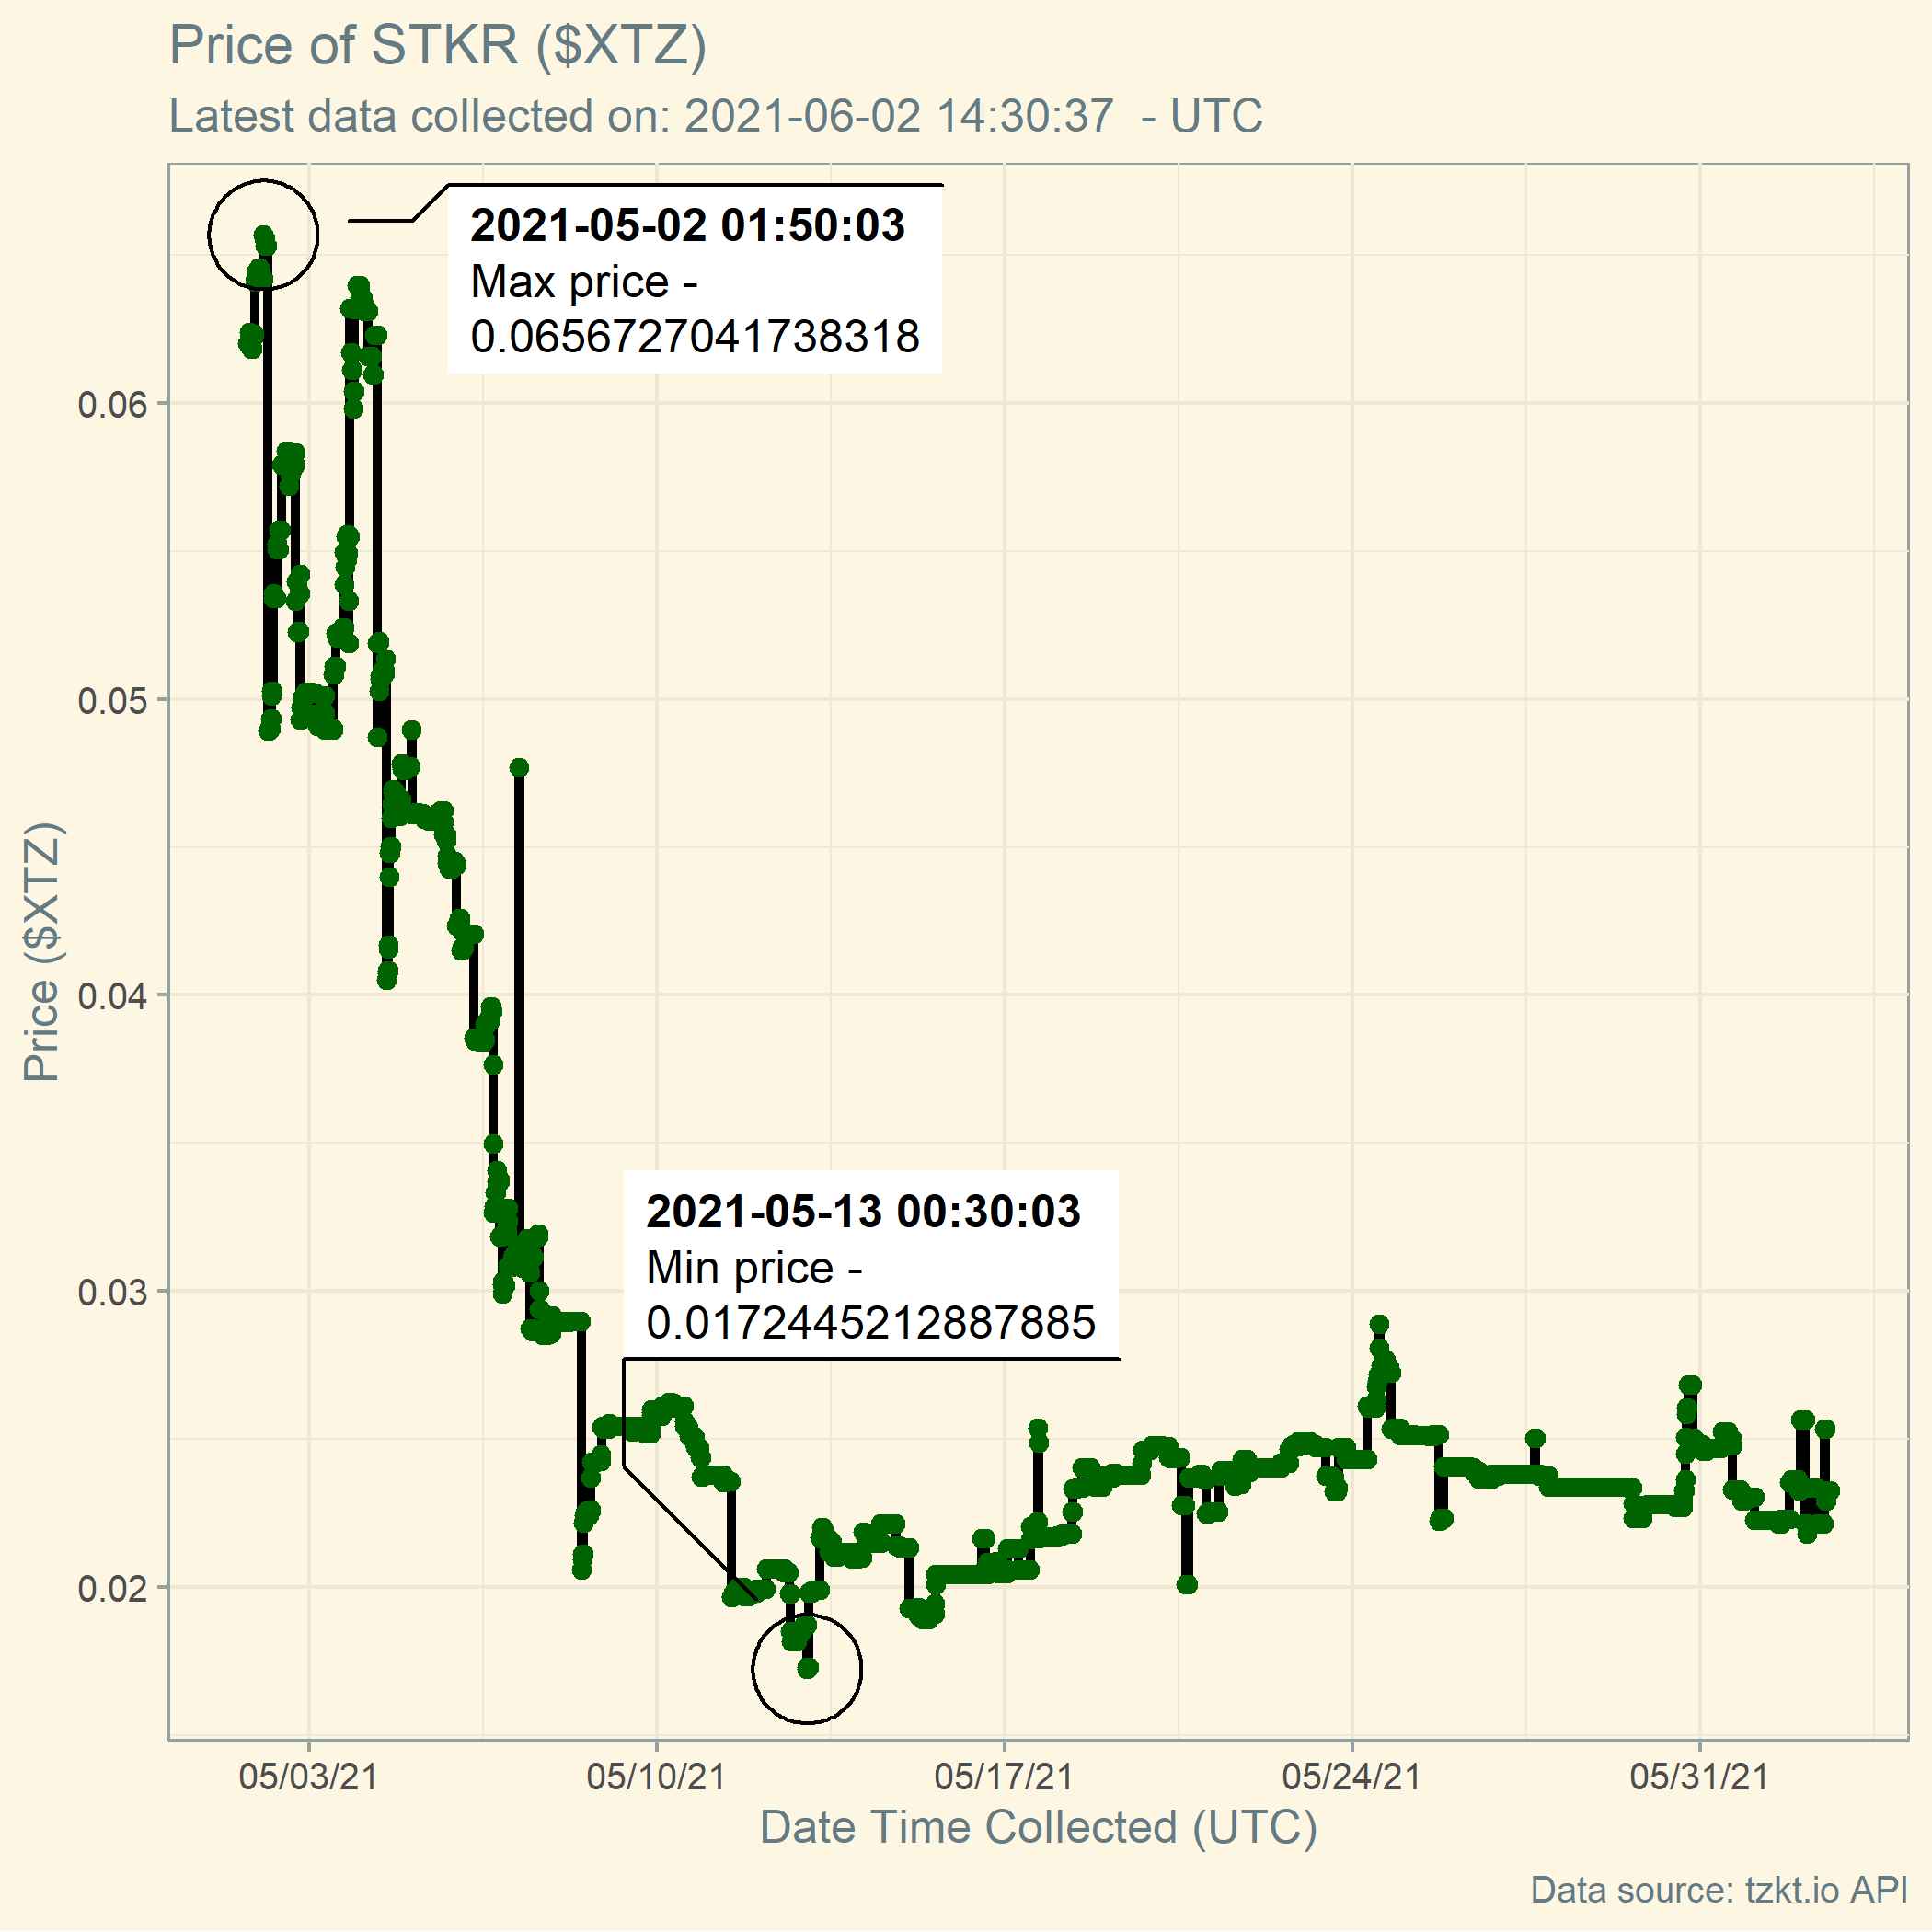 Price of STKR ($XTZ)
Latest data collected on: 2021-06-02 14:30:37  - UTC
2021-05-02 01:50:03
Max price -
0.0656727041738318
0.06
0.05
0.04
0.03
0.02
Price ($XTZ)
2021-05-13 00:30:03
Min price -
0.0172445212887885
05/03/21
05/10/21
05/17/21
05/24/21
05/31/21
Date Time Collected (UTC)
Data source: tzkt.io API